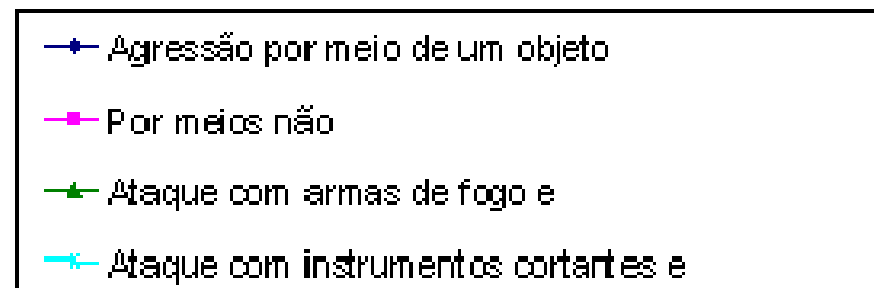 Agressão por meio de um objeto
Por meios não
Ataque com armas de fogo e
Ataque com instrumentos cortantes e